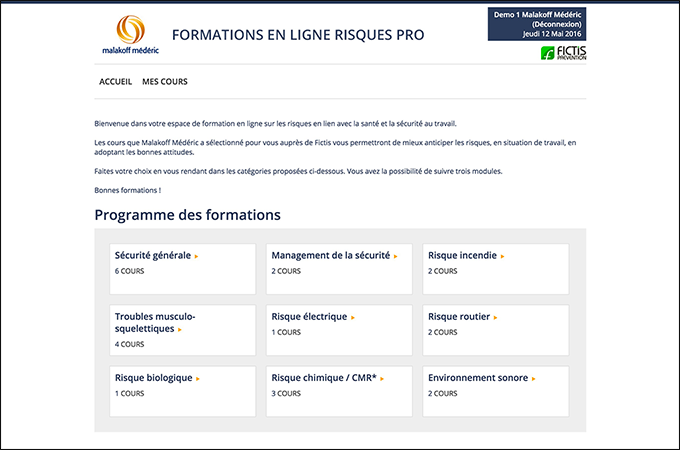 malakoff médéric
FORMATIONS EN LIGNE RISQUES PRO
Demo 1 Malakoff Médéric
(Déconnexion)
Jeudi 12 Mai 2016
FICTiS
PRÉVENTION
ACCUEIL MES COURS
Bienvenue dans votre espace de formation en ligne sur les risques en lien avec la santé et la sécurité au travail.
Les cours que Malakoff Médéric a sélectionné pour vous auprès de Fictis vous permettront de mieux anticiper les risques, en situation de travail, en
adoptant les bonnes attitudes.
Faites votre choix en vous rendant dans les catégories proposées ci-dessous. Vous avez la possibilité de suivre trois modules.
Bonnes formations !
Programme des formations
Sécurité générale
6 COURS
Management de la sécurité
2 COURS
Risque incendie
2 COURS
Troubles musculo-
squelettiques
4 COURS
Risque électrique
1 COURS
Risque routier
2 COURS
Risque biologique
1 COURS
Risque chimique / CMR*
3 COURS
Environnement sonore
2 COURS